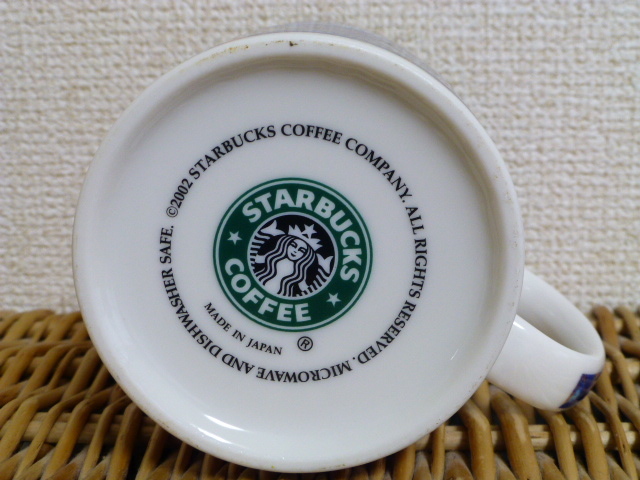 ©2002 STARBUCKS COFFEE COMPANY. ALL RIGHTS RESERVED. MICROWAVE AND DISHWASHER SAFE.
STARBUCKS
COFFEE
MADE IN JAPAN
®